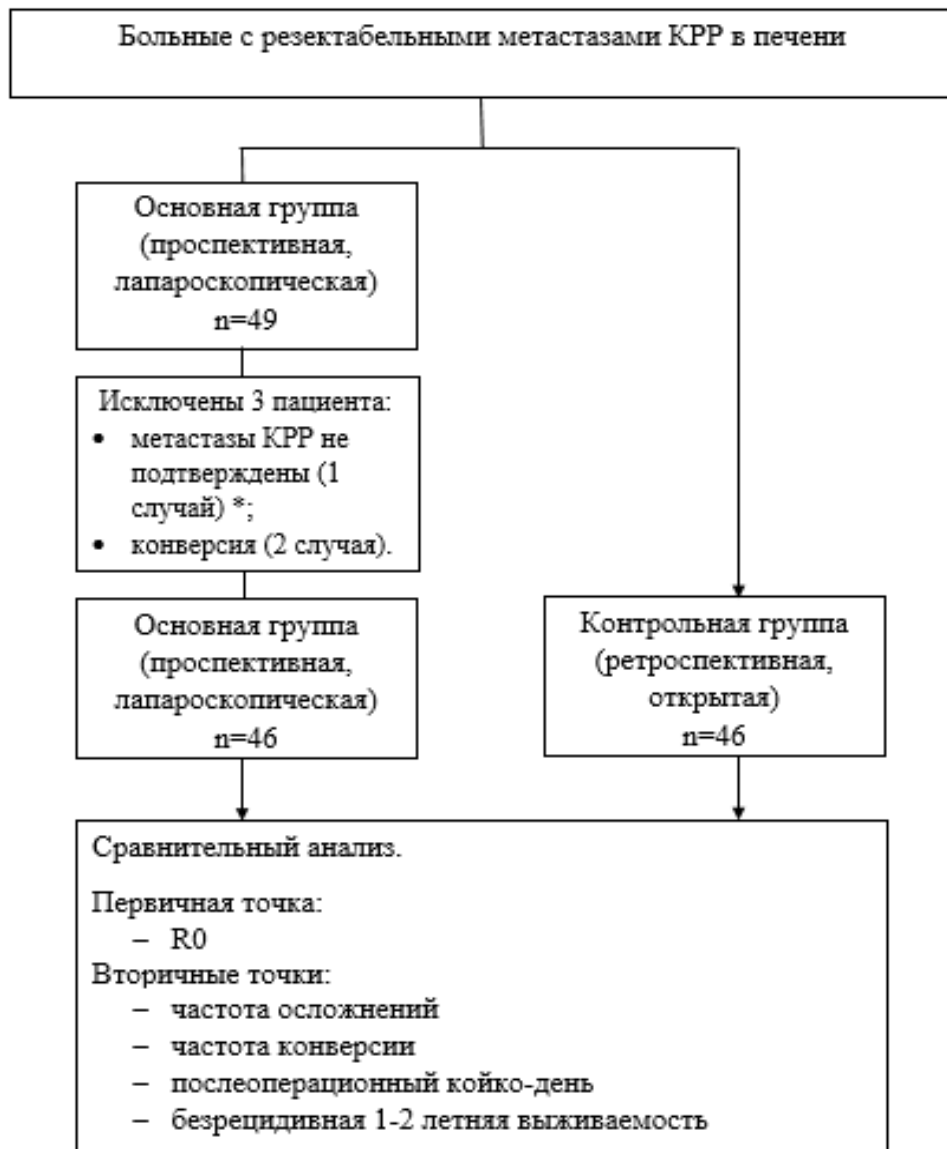 Больные с резектабельными метастазами КРР в печени
Основная группа
(проспективная,
лапароскопическая)
n=49
Исключены 3 пациента:
• метастазы КРР не
подтверждены (1
случай) *;
• конверсия (2 случая).
Основная группа
(проспективная,
лапароскопическая)
n=46
Контрольная группа
(ретроспективная,
открытая)
n=46
Сравнительный анализ.
Первичная точка:
– R0
Вторичные точки:
– частота осложнений
– частота конверсии
– послеоперационный койко-день
– безрецидивная 1-2 летняя выживаемость